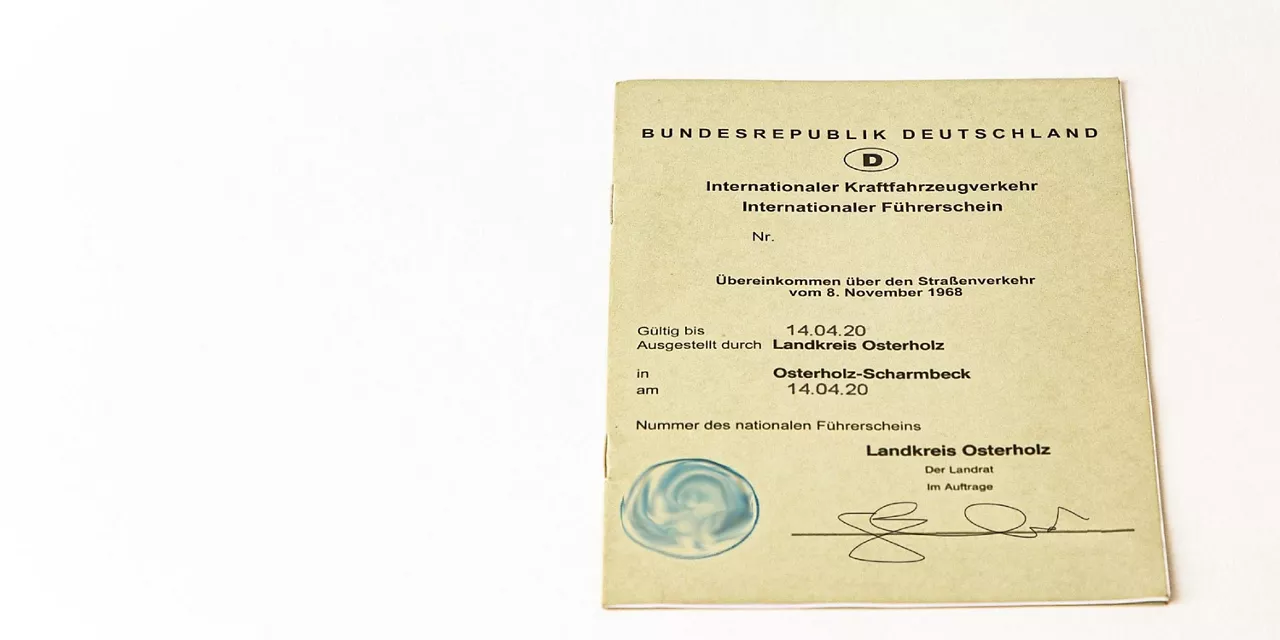 BUNDESREPUBLIK DEUTSCHLAND
D
Internationaler Kraftfahrzeugverkehr
Internationaler Führerschein
Nr.
Übereinkommen über den Straßenverkehr
vom 8. November 1968
Gültig bis 14.04.20
Ausgestellt durch Landkreis Osterholz
in Osterholz-Scharmbeck
am 14.04.20
Nummer des nationalen Führerscheins
Landkreis Osterholz
Der Landrat
Im Auftrage